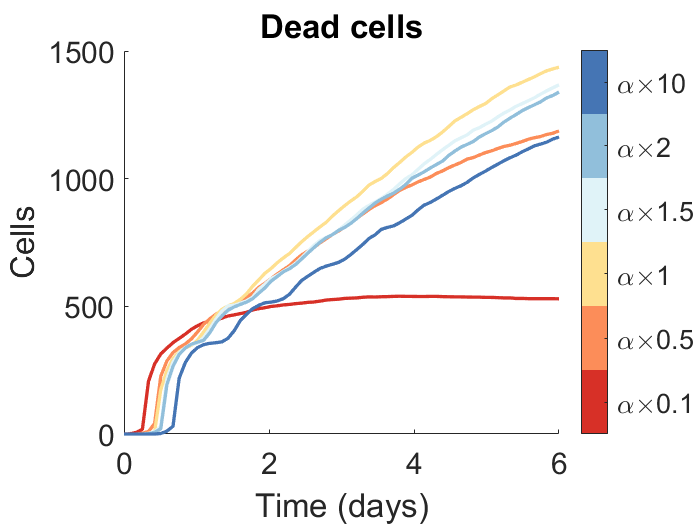 Dead cells
1500
1000
500
0
Cells
0
2
4
6
Time (days)
α×10
α×2
α×1.5
α×1
α×0.5
α×0.1